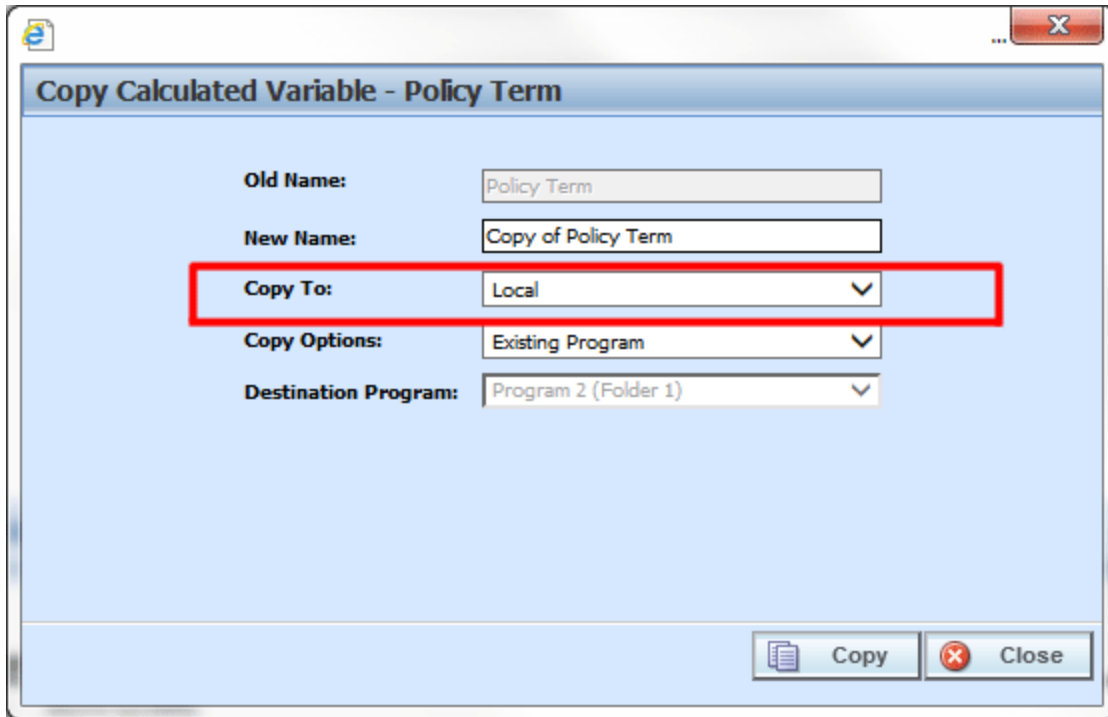 ...
Copy Calculated Variable - Policy Term
Old Name: Policy Term
New Name: Copy of Policy Term
Copy To: Local
Copy Options: Existing Program
Destination Program: Program 2 (Folder 1)
Copy Close